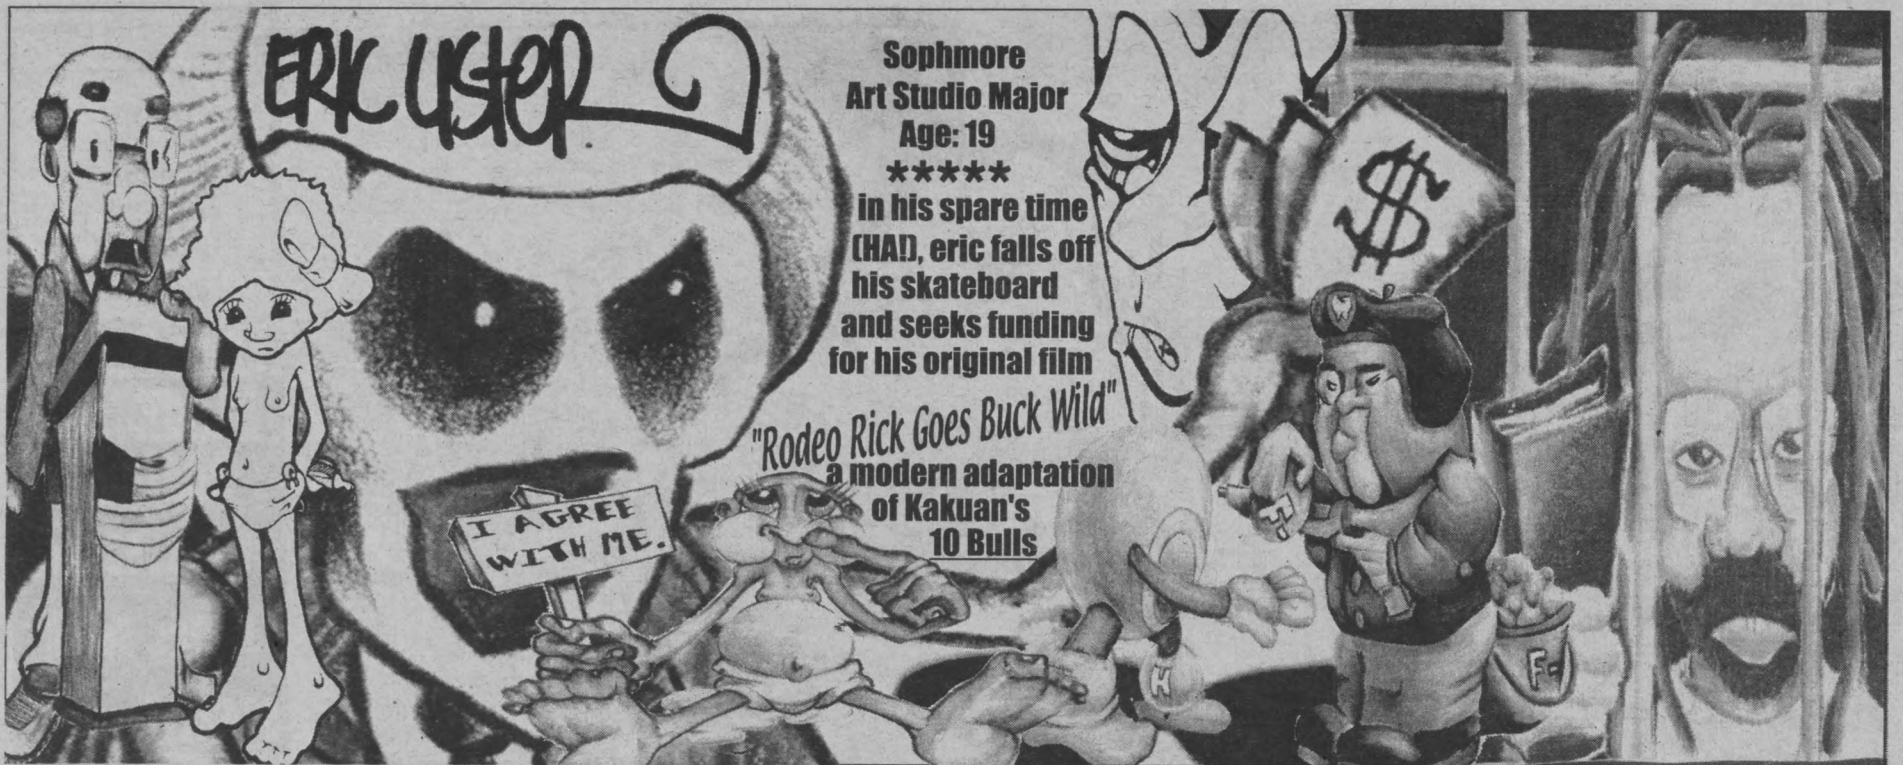 ERIC LISTER
Sophmore
Art Studio Major
Age: 19
*****
in his spare time
(HA!), eric falls off
his skateboard
and seeks funding
for his original film
"Rodeo Rick Goes Buck Wild"
a modern adaptation
of Kakuan's
10 Bulls
I AGREE
WITH ME.
$
H
F-